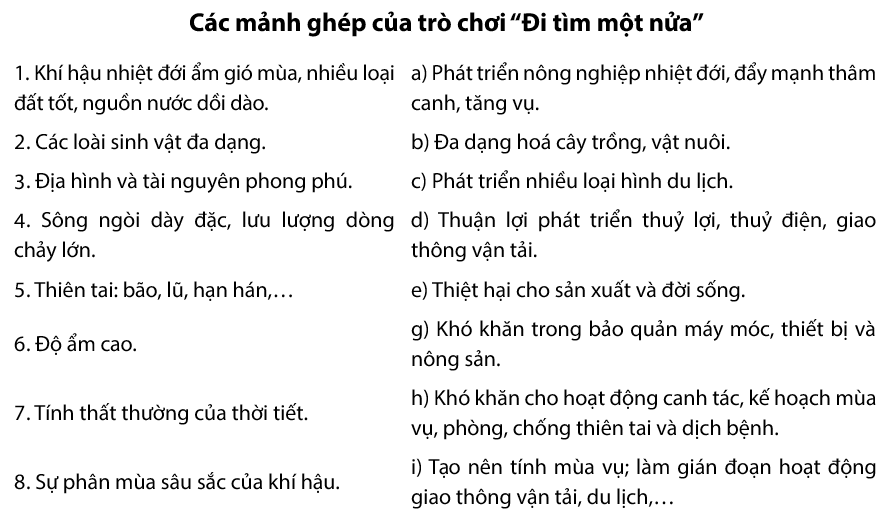 Các mảnh ghép của trò chơi “Đi tìm một nửa”
1. Khí hậu nhiệt đới ẩm gió mùa, nhiều loại
đất tốt, nguồn nước dồi dào.
a) Phát triển nông nghiệp nhiệt đới, đẩy mạnh thâm
canh, tăng vụ.
2. Các loài sinh vật đa dạng.
b) Đa dạng hoá cây trồng, vật nuôi.
3. Địa hình và tài nguyên phong phú.
c) Phát triển nhiều loại hình du lịch.
4. Sông ngòi dày đặc, lưu lượng dòng
chảy lớn.
d) Thuận lợi phát triển thuỷ lợi, thuỷ điện, giao
thông vận tải.
5. Thiên tai: bão, lũ, hạn hán,…
e) Thiệt hại cho sản xuất và đời sống.
6. Độ ẩm cao.
g) Khó khăn trong bảo quản máy móc, thiết bị và
nông sản.
7. Tính thất thường của thời tiết.
h) Khó khăn cho hoạt động canh tác, kế hoạch mùa
vụ, phòng, chống thiên tai và dịch bệnh.
8. Sự phân mùa sâu sắc của khí hậu.
i) Tạo nên tính mùa vụ; làm gián đoạn hoạt động
giao thông vận tải, du lịch,…